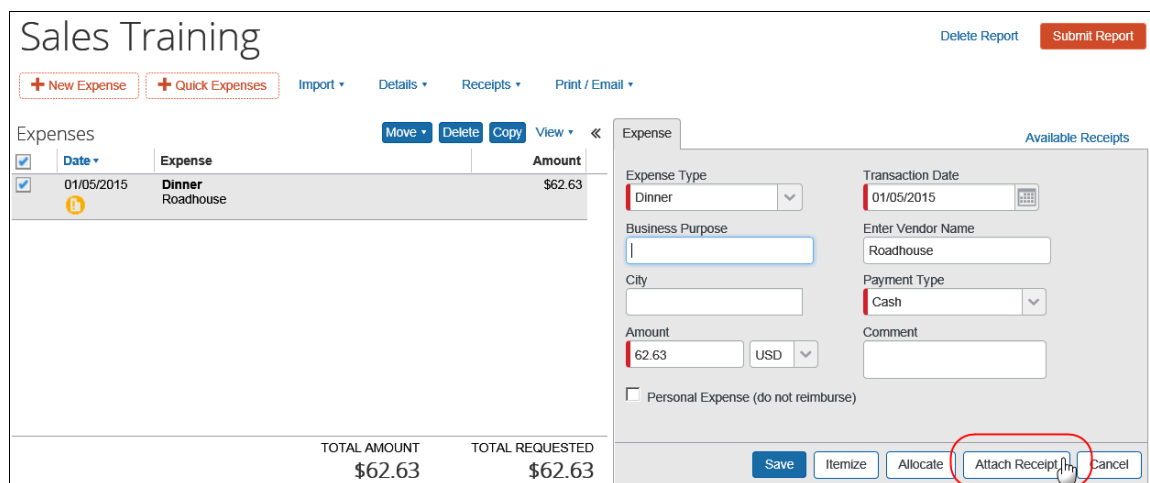 Sales Training
Delete Report Submit Report
+ New Expense + Quick Expenses Import Details Receipts Print / Email
Expenses Move Delete Copy View «
Date Expense Amount
01/05/2015 Dinner $62.63
Roadhouse
TOTAL AMOUNT TOTAL REQUESTED
$62.63 $62.63
Expense Available Receipts
Expense Type Transaction Date
Dinner 01/05/2015
Business Purpose Enter Vendor Name
Roadhouse
City Payment Type
Cash
Amount Comment
62.63 USD
Personal Expense (do not reimburse)
Save Itemize Allocate Attach Receipt Cancel